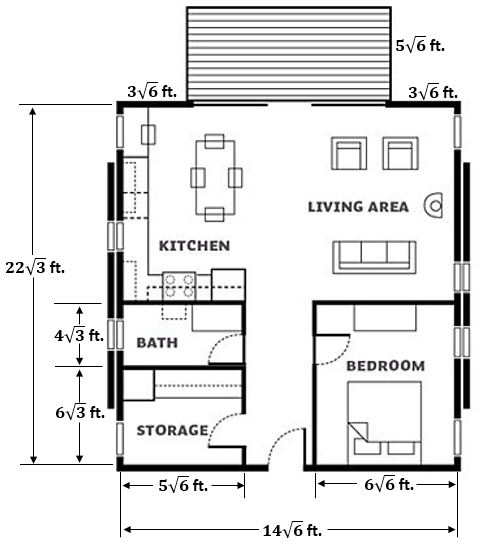 5√6 ft.
3√6 ft.
3√6 ft.
LIVING AREA
KITCHEN
22√3 ft.
4√3 ft.
BATH
BEDROOM
6√3 ft.
STORAGE
5√6 ft.
6√6 ft.
14√6 ft.